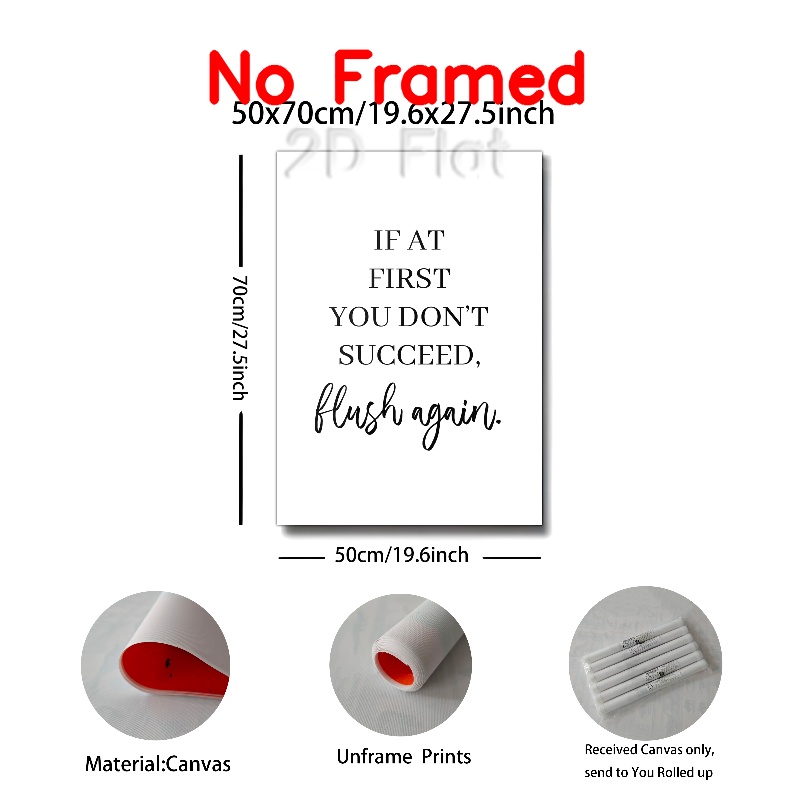 No Framed
50x70cm/19.6x27.5inch
2D Flat
70cm/27.5inch
IF AT
FIRST
YOU DON'T
SUCCEED,
flush again.
50cm/19.6inch
Material:Canvas
Unframe Prints
Received Canvas only,
send to You Rolled up